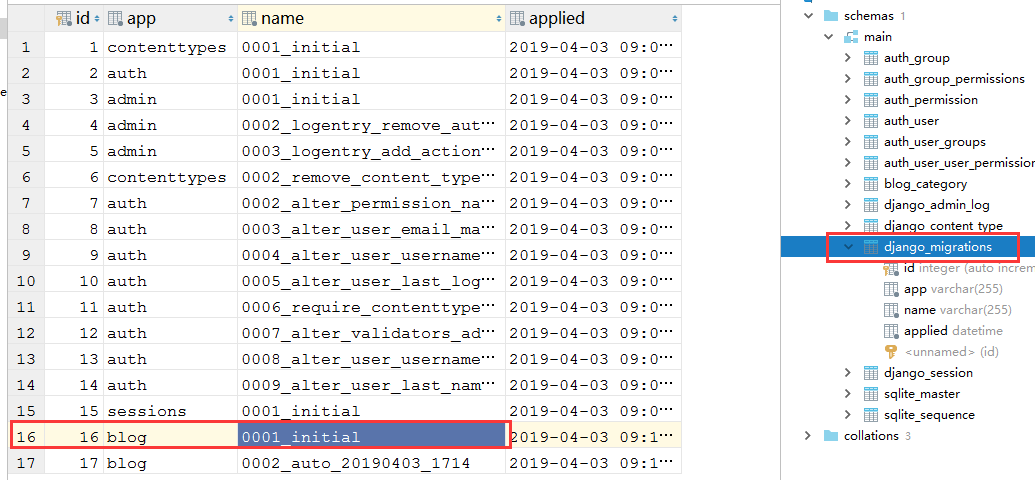 id app name applied
1 1 contenttypes 0001_initial 2019-04-03 09:0…
2 2 auth 0001_initial 2019-04-03 09:0…
3 3 admin 0001_initial 2019-04-03 09:0…
4 4 admin 0002_logentry_remove_aut… 2019-04-03 09:0…
5 5 admin 0003_logentry_add_action… 2019-04-03 09:0…
6 6 contenttypes 0002_remove_content_type… 2019-04-03 09:0…
7 7 auth 0002_alter_permission_na… 2019-04-03 09:0…
8 8 auth 0003_alter_user_email_ma… 2019-04-03 09:0…
9 9 auth 0004_alter_user_username… 2019-04-03 09:0…
10 10 auth 0005_alter_user_last_log… 2019-04-03 09:0…
11 11 auth 0006_require_contenttype… 2019-04-03 09:0…
12 12 auth 0007_alter_validators_ad… 2019-04-03 09:0…
13 13 auth 0008_alter_user_username… 2019-04-03 09:0…
14 14 auth 0009_alter_user_last_nam… 2019-04-03 09:0…
15 15 sessions 0001_initial 2019-04-03 09:0…
16 16 blog 0001_initial 2019-04-03 09:1…
17 17 blog 0002_auto_20190403_1714 2019-04-03 09:1…
schemas 1
main
auth_group
auth_group_permissions
auth_permission
auth_user
auth_user_groups
auth_user_user_permission
blog_category
django_admin_log
django_content_type
django_migrations
id integer (auto increm
app varchar(255)
name varchar(255)
applied datetime
<unnamed> (id)
django_session
sqlite_master
sqlite_sequence
collations 3